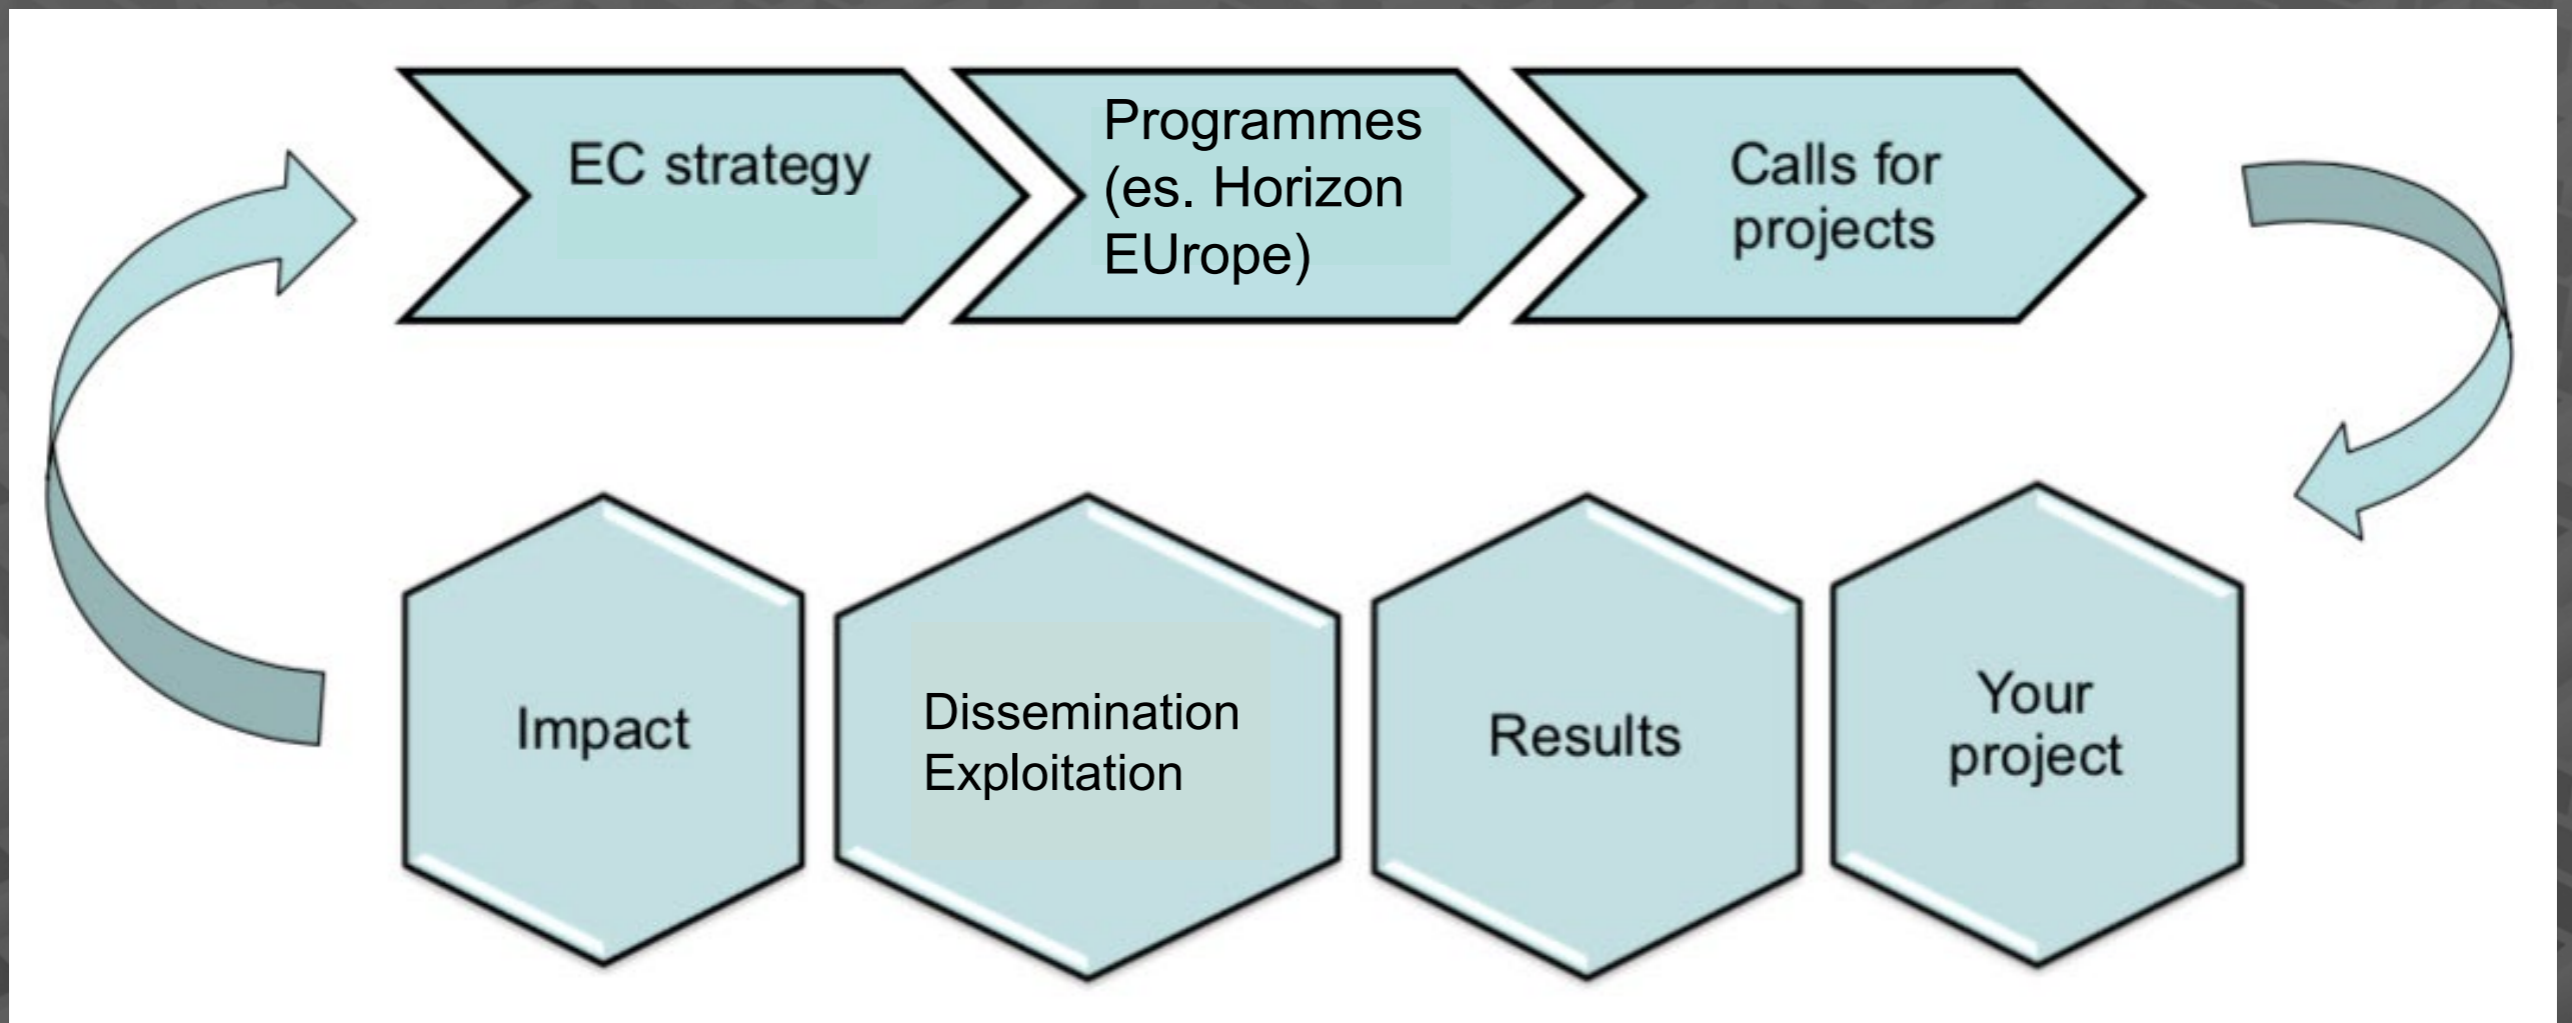 EC strategy
Programmes
(es. Horizon
EUrope)
Calls for
projects
Impact
Dissemination
Exploitation
Results
Your
project